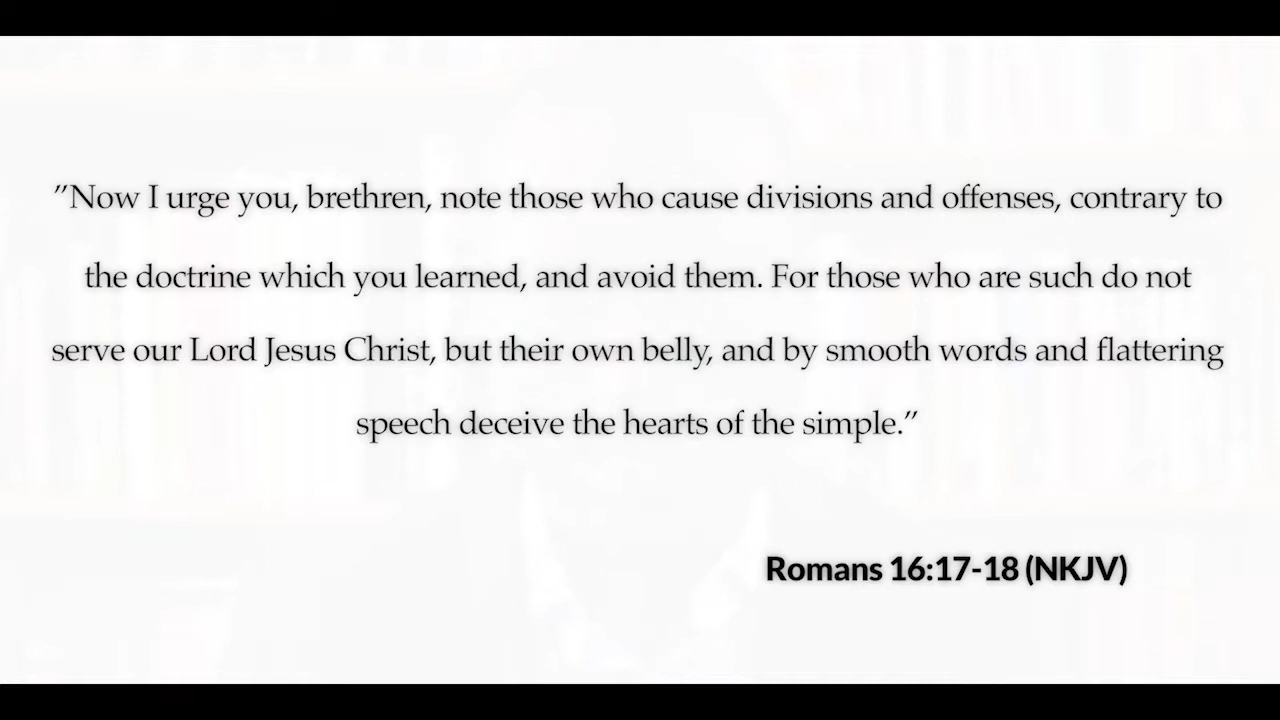 ”Now I urge you, brethren, note those who cause divisions and offenses, contrary to
the doctrine which you learned, and avoid them. For those who are such do not
serve our Lord Jesus Christ, but their own belly, and by smooth words and flattering
speech deceive the hearts of the simple.”
Romans 16:17-18 (NKJV)